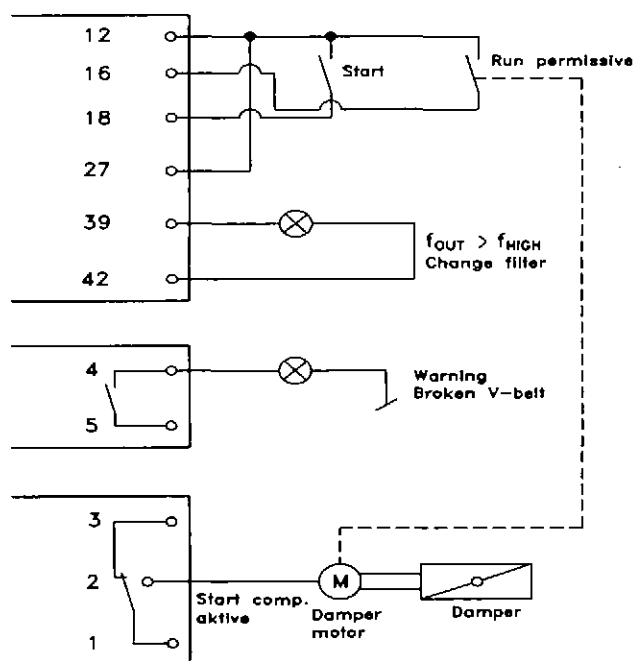 12
16
18
27
39
42
Start
Run permissive
fOUT > fHIGH
Change filter
4
5
Warning
Broken V-belt
3
2
1
Start comp.
aktive
M
Damper
motor
Damper